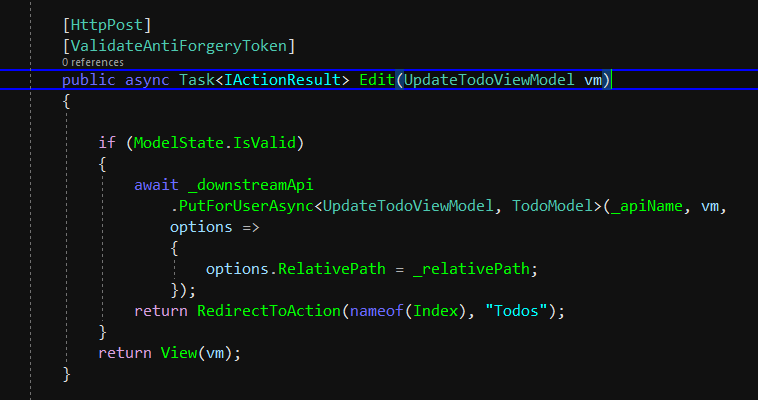 [HttpPost]
[ValidateAntiForgeryToken]
0 references
public async Task<IActionResult> Edit(UpdateTodoViewModel vm)
{
if (ModelState.IsValid)
{
await _downstreamApi
.PutForUserAsync<UpdateTodoViewModel, TodoModel>(_apiName, vm,
options =>
{
options.RelativePath = _relativePath;
});
return RedirectToAction(nameof(Index), "Todos");
}
return View(vm);
}